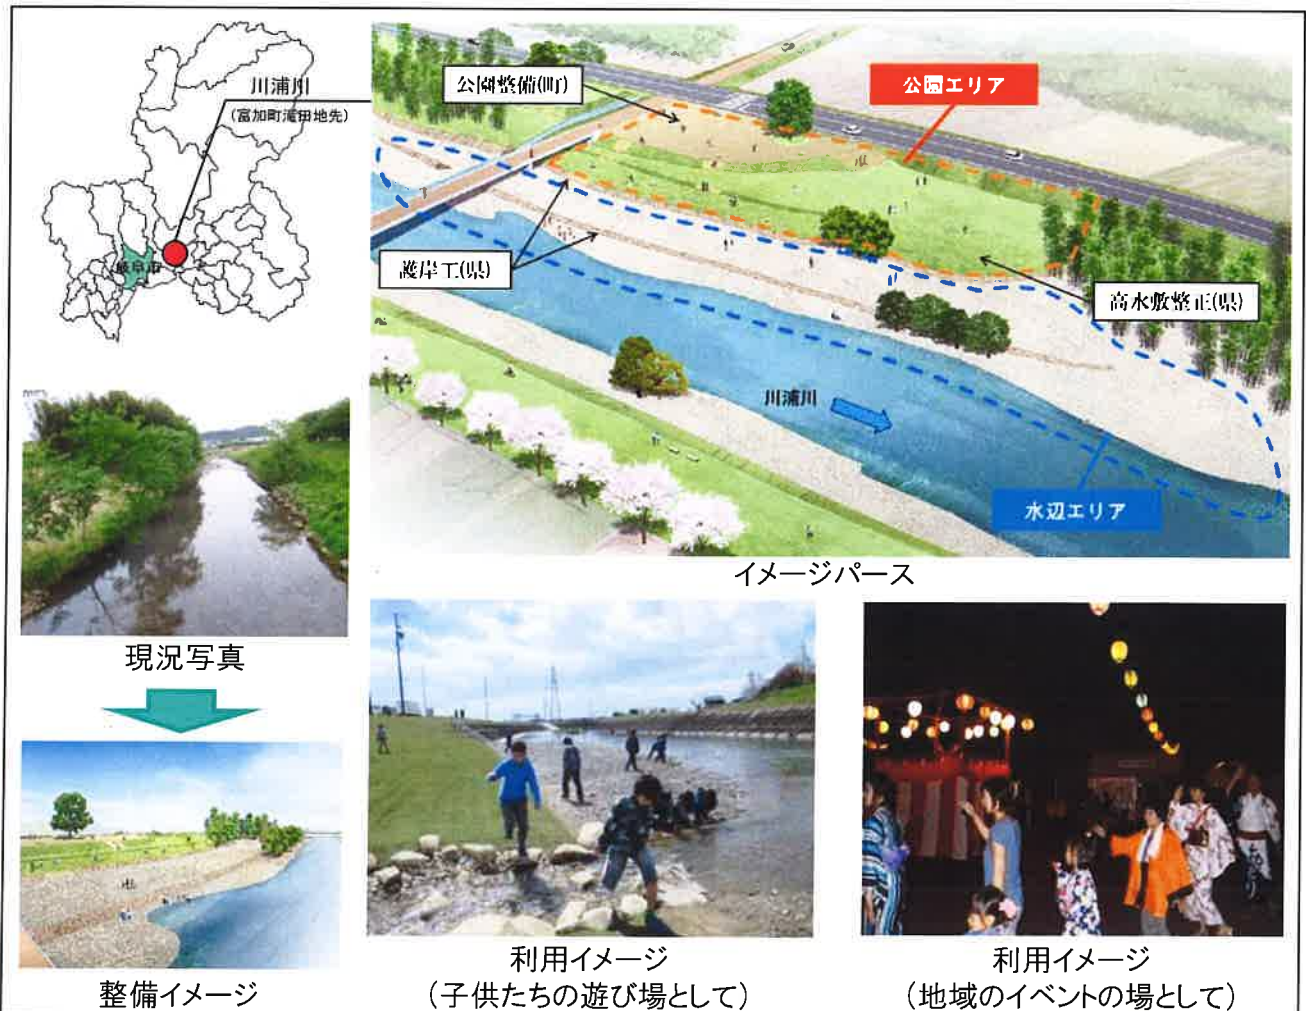 川浦川
(富加町滝田地先)
岐阜市
公園整備(町)
公園エリア
護岸工(県)
高水敷整正(県)
川浦川
水辺エリア
イメージパース
現況写真
整備イメージ
利用イメージ
(子供たちの遊び場として)
利用イメージ
(地域のイベントの場として)